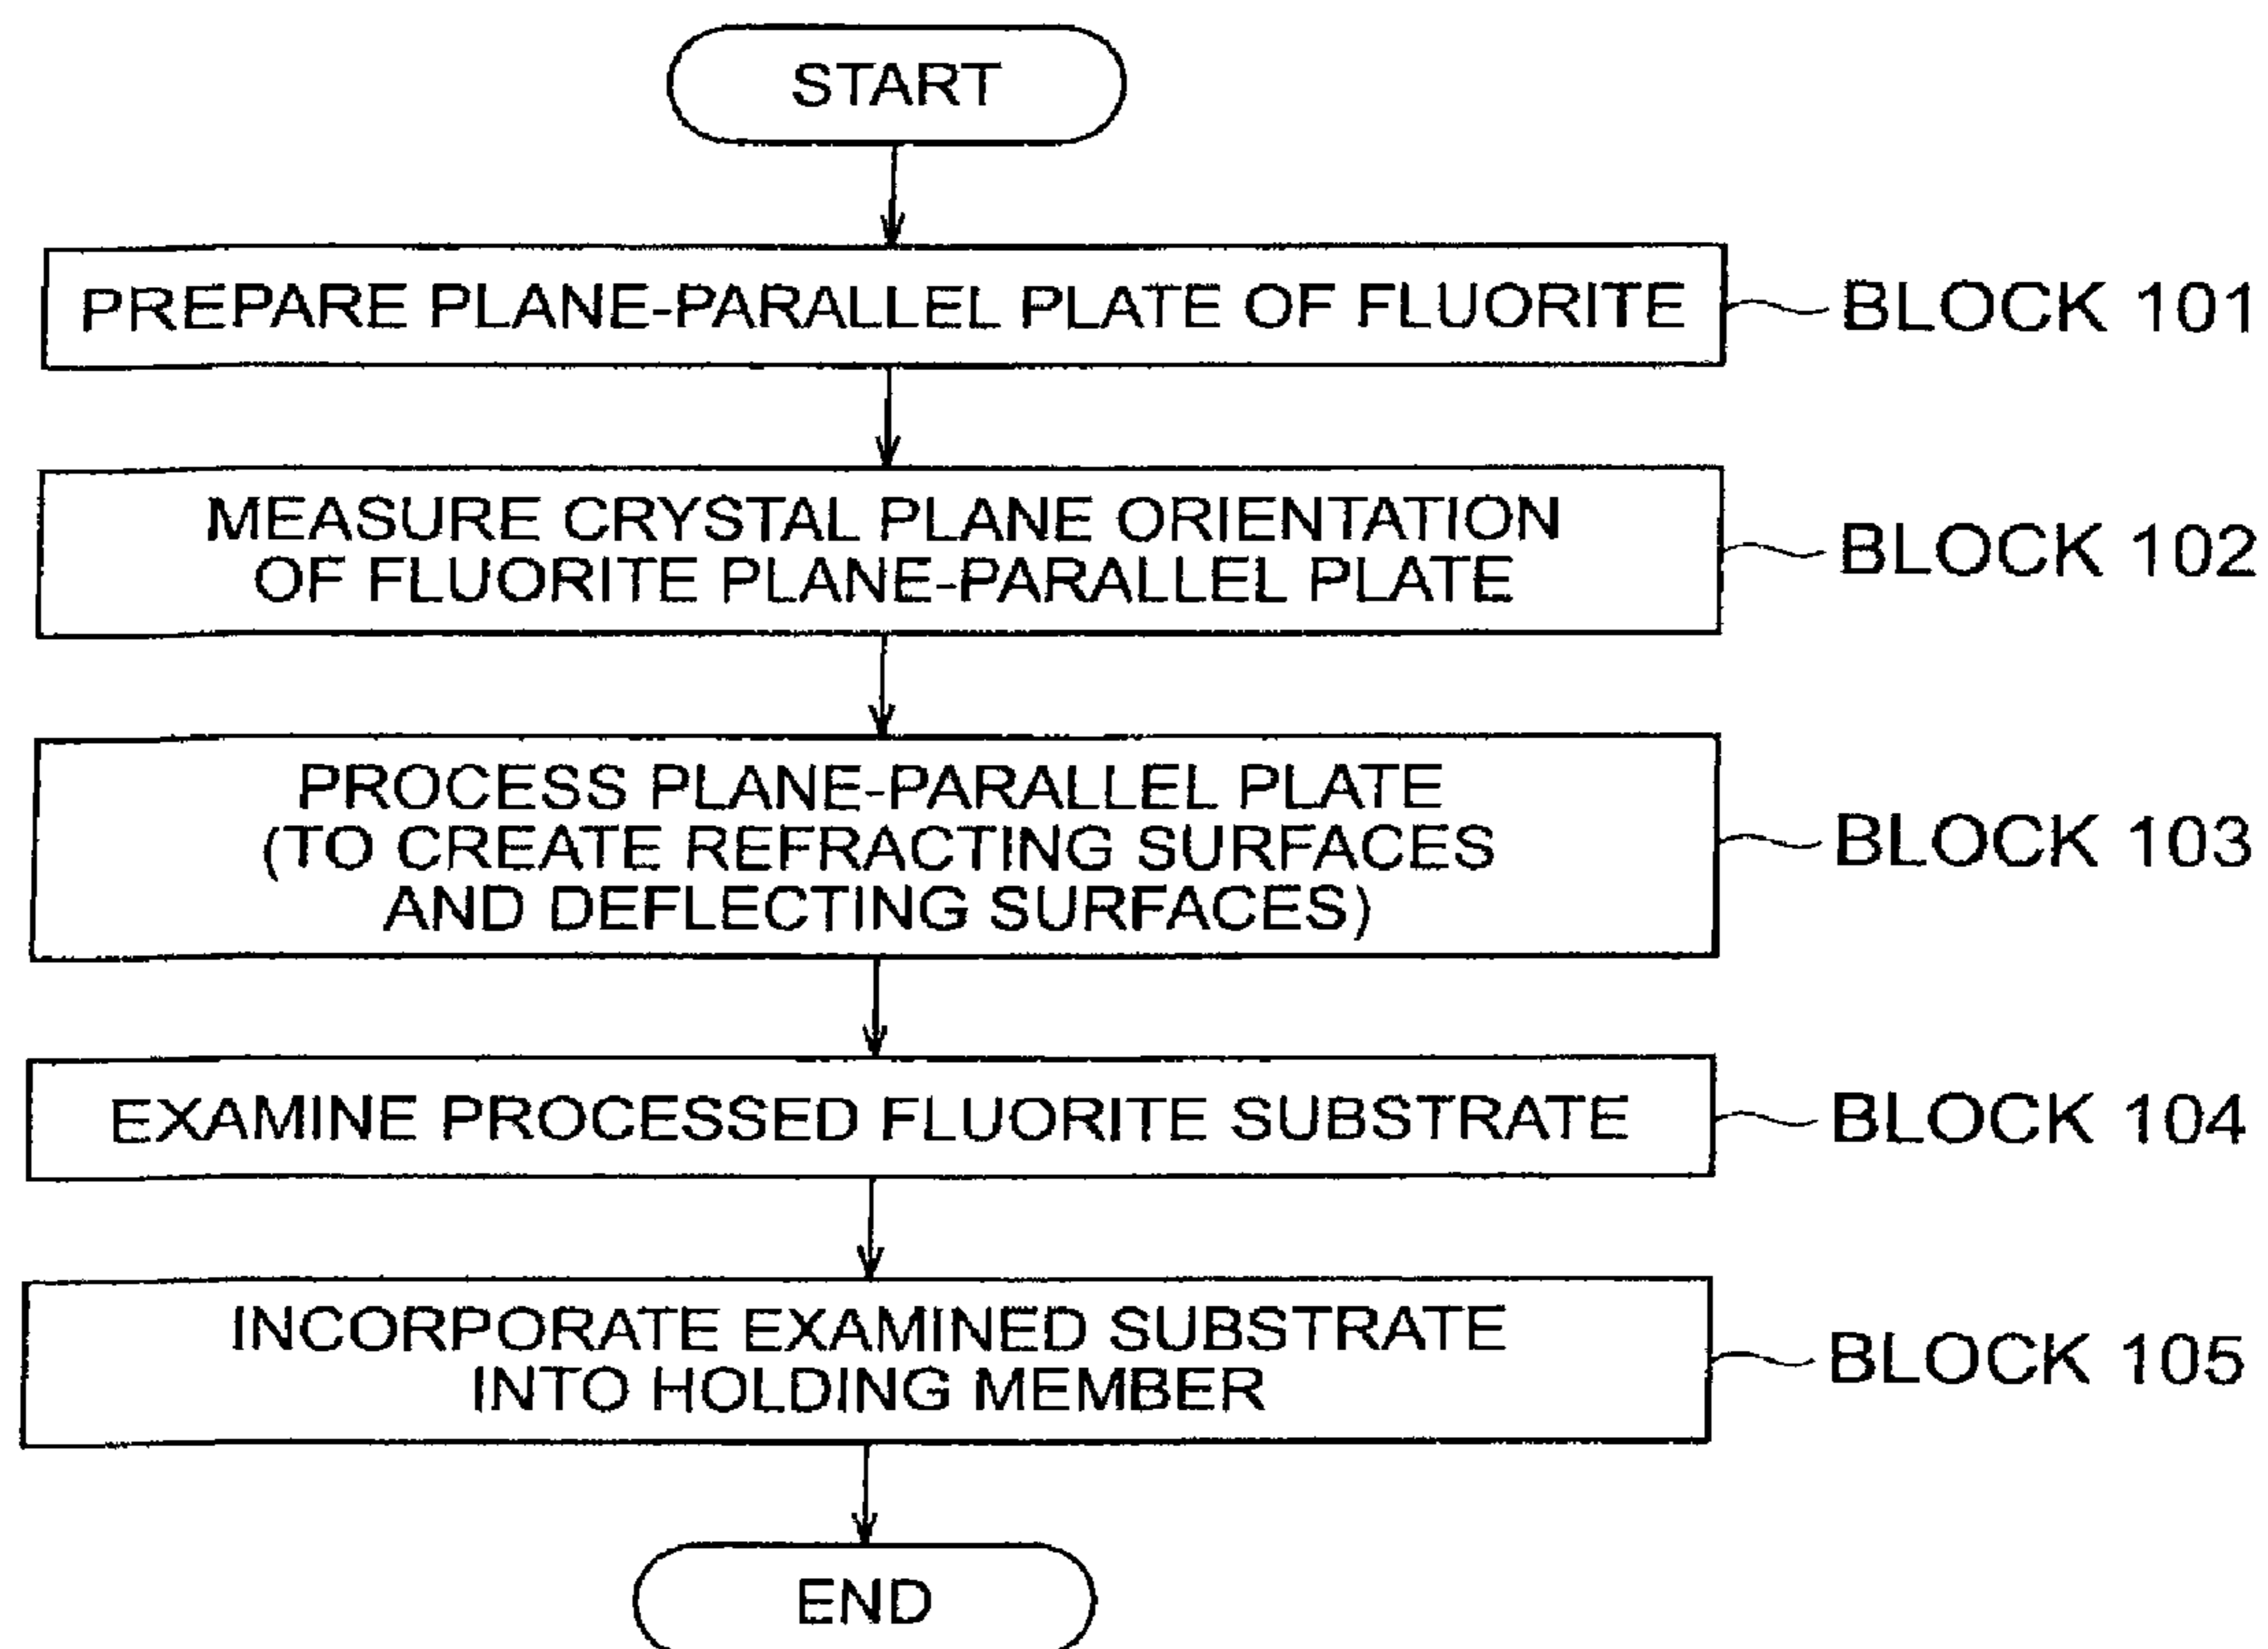 START
PREPARE PLANE-PARALLEL PLATE OF FLUORITE
BLOCK 101
MEASURE CRYSTAL PLANE ORIENTATION
OF FLUORITE PLANE-PARALLEL PLATE
BLOCK 102
PROCESS PLANE-PARALLEL PLATE
(TO CREATE REFRACTING SURFACES
AND DEFLECTING SURFACES)
BLOCK 103
EXAMINE PROCESSED FLUORITE SUBSTRATE
BLOCK 104
INCORPORATE EXAMINED SUBSTRATE
INTO HOLDING MEMBER
BLOCK 105
END